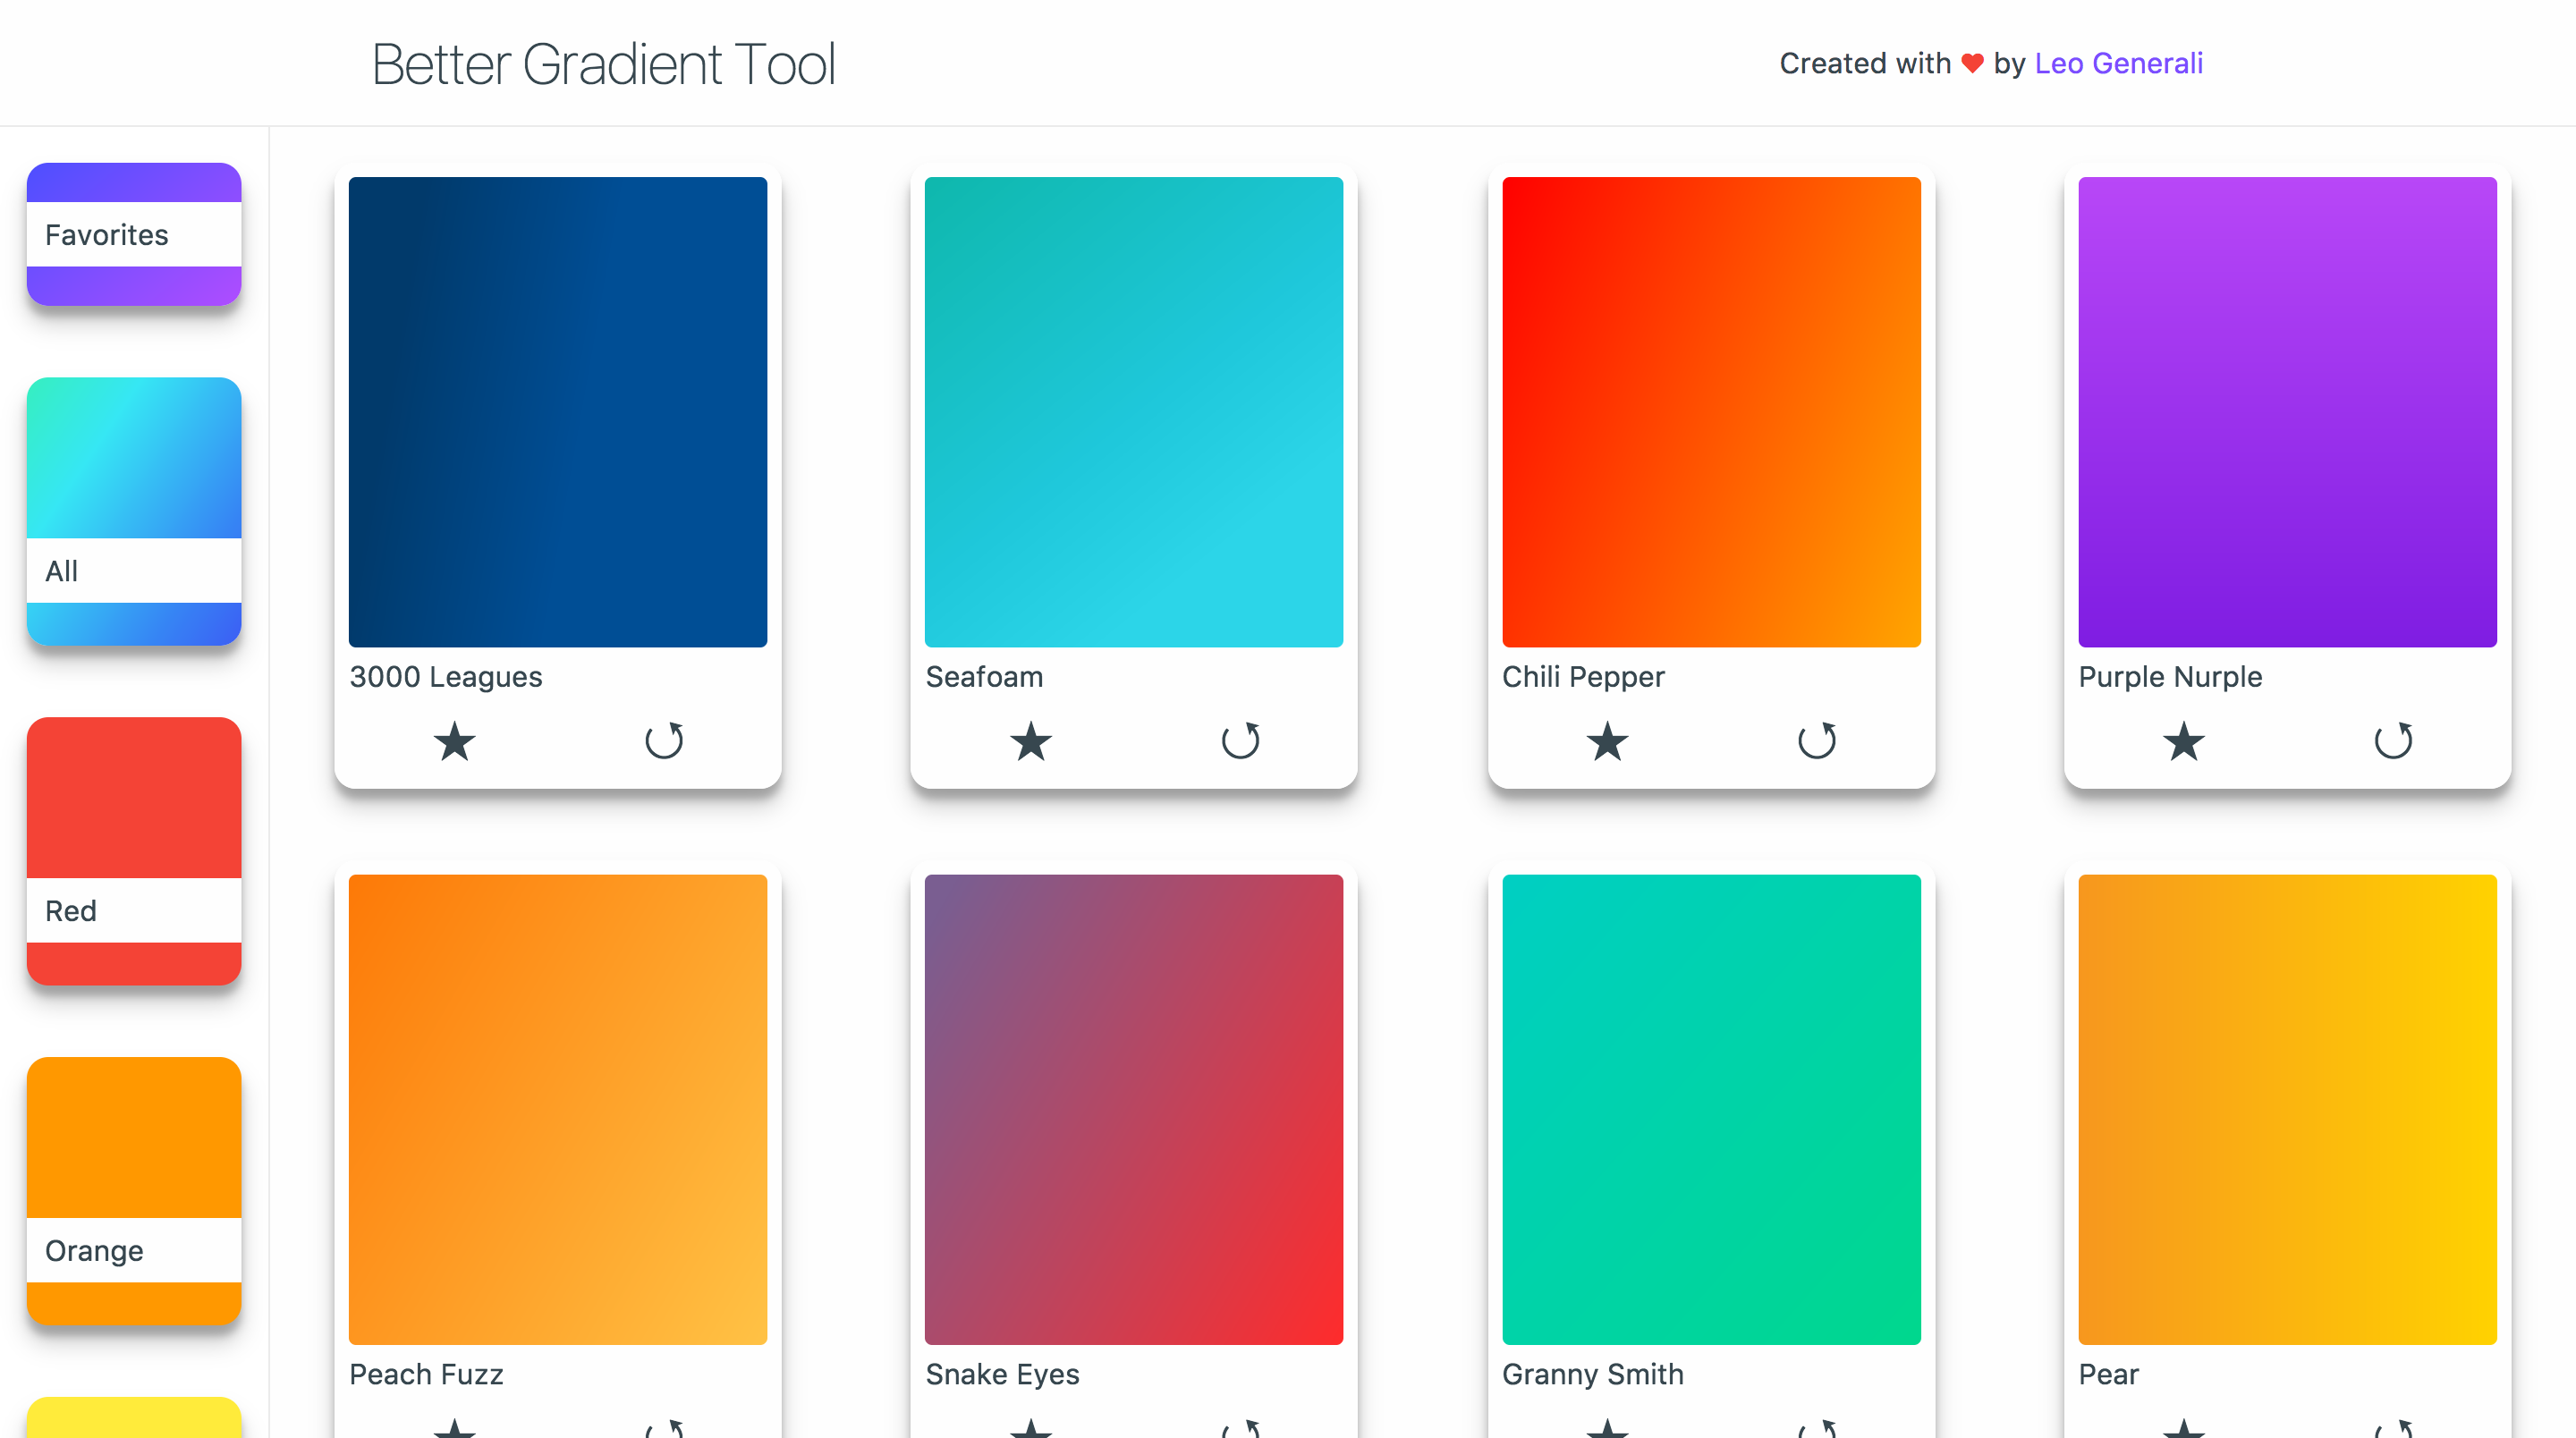 Better Gradient Tool
Created with ❤ by Leo Generali
Favorites
All
Red
Orange
3000 Leagues
Seafoam
Chili Pepper
Purple Nurple
Peach Fuzz
Snake Eyes
Granny Smith
Pear